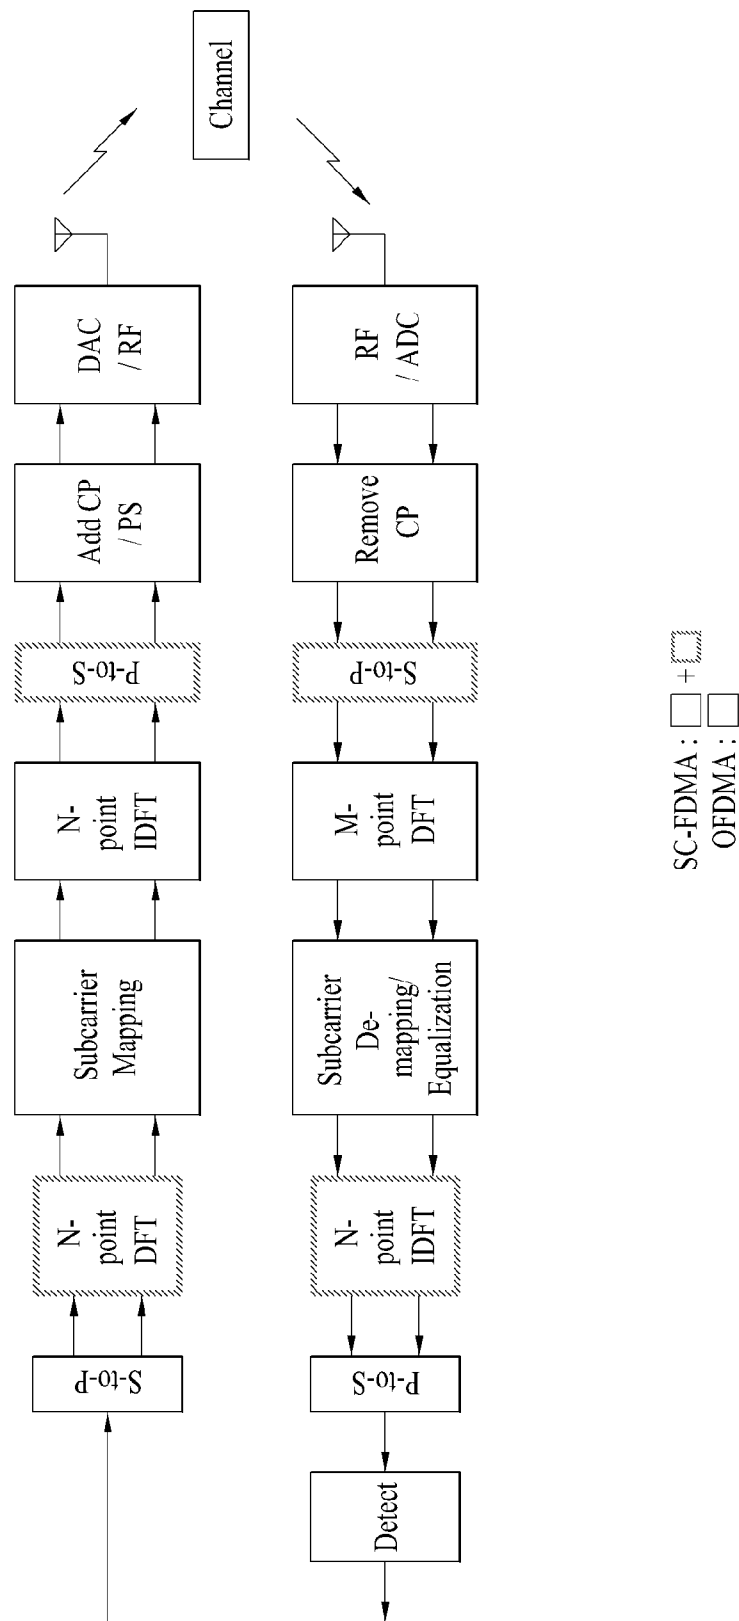 S-to-P
N-
point
DFT
Subcarrier
Mapping
N-
point
IDFT
P-to-S
Add CP
/ PS
DAC
/ RF
Channel
Detect
P-to-S
N-
point
IDFT
Subcarrier
De-
mapping/
Equalization
M-
point
DFT
S-to-P
Remove
CP
RF
/ ADC
SC-FDMA : +
OFDMA :